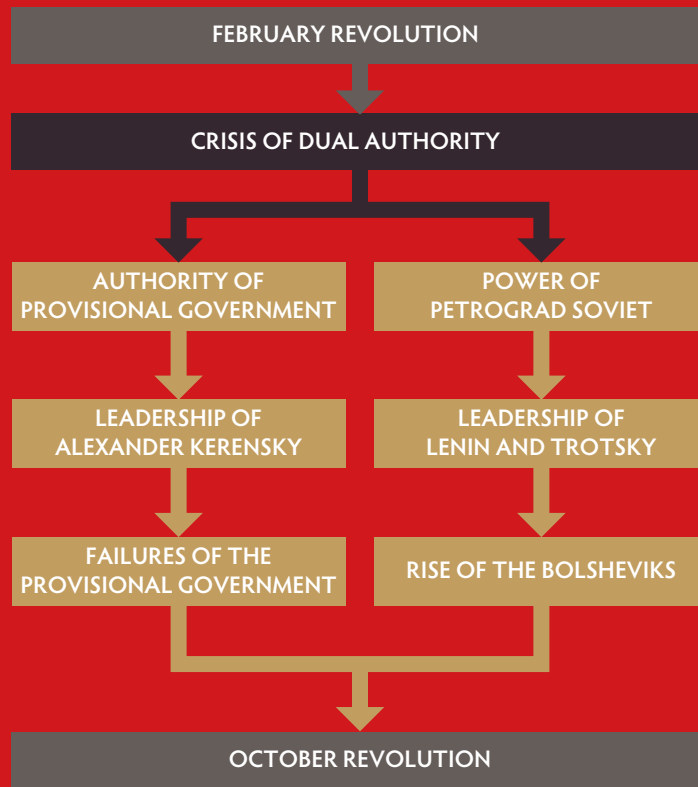 FEBRUARY REVOLUTION
CRISIS OF DUAL AUTHORITY
AUTHORITY OF
PROVISIONAL GOVERNMENT
POWER OF
PETROGRAD SOVIET
LEADERSHIP OF
ALEXANDER KERENSKY
LEADERSHIP OF
LENIN AND TROTSKY
FAILURES OF THE
PROVISIONAL GOVERNMENT
RISE OF THE BOLSHEVIKS
OCTOBER REVOLUTION